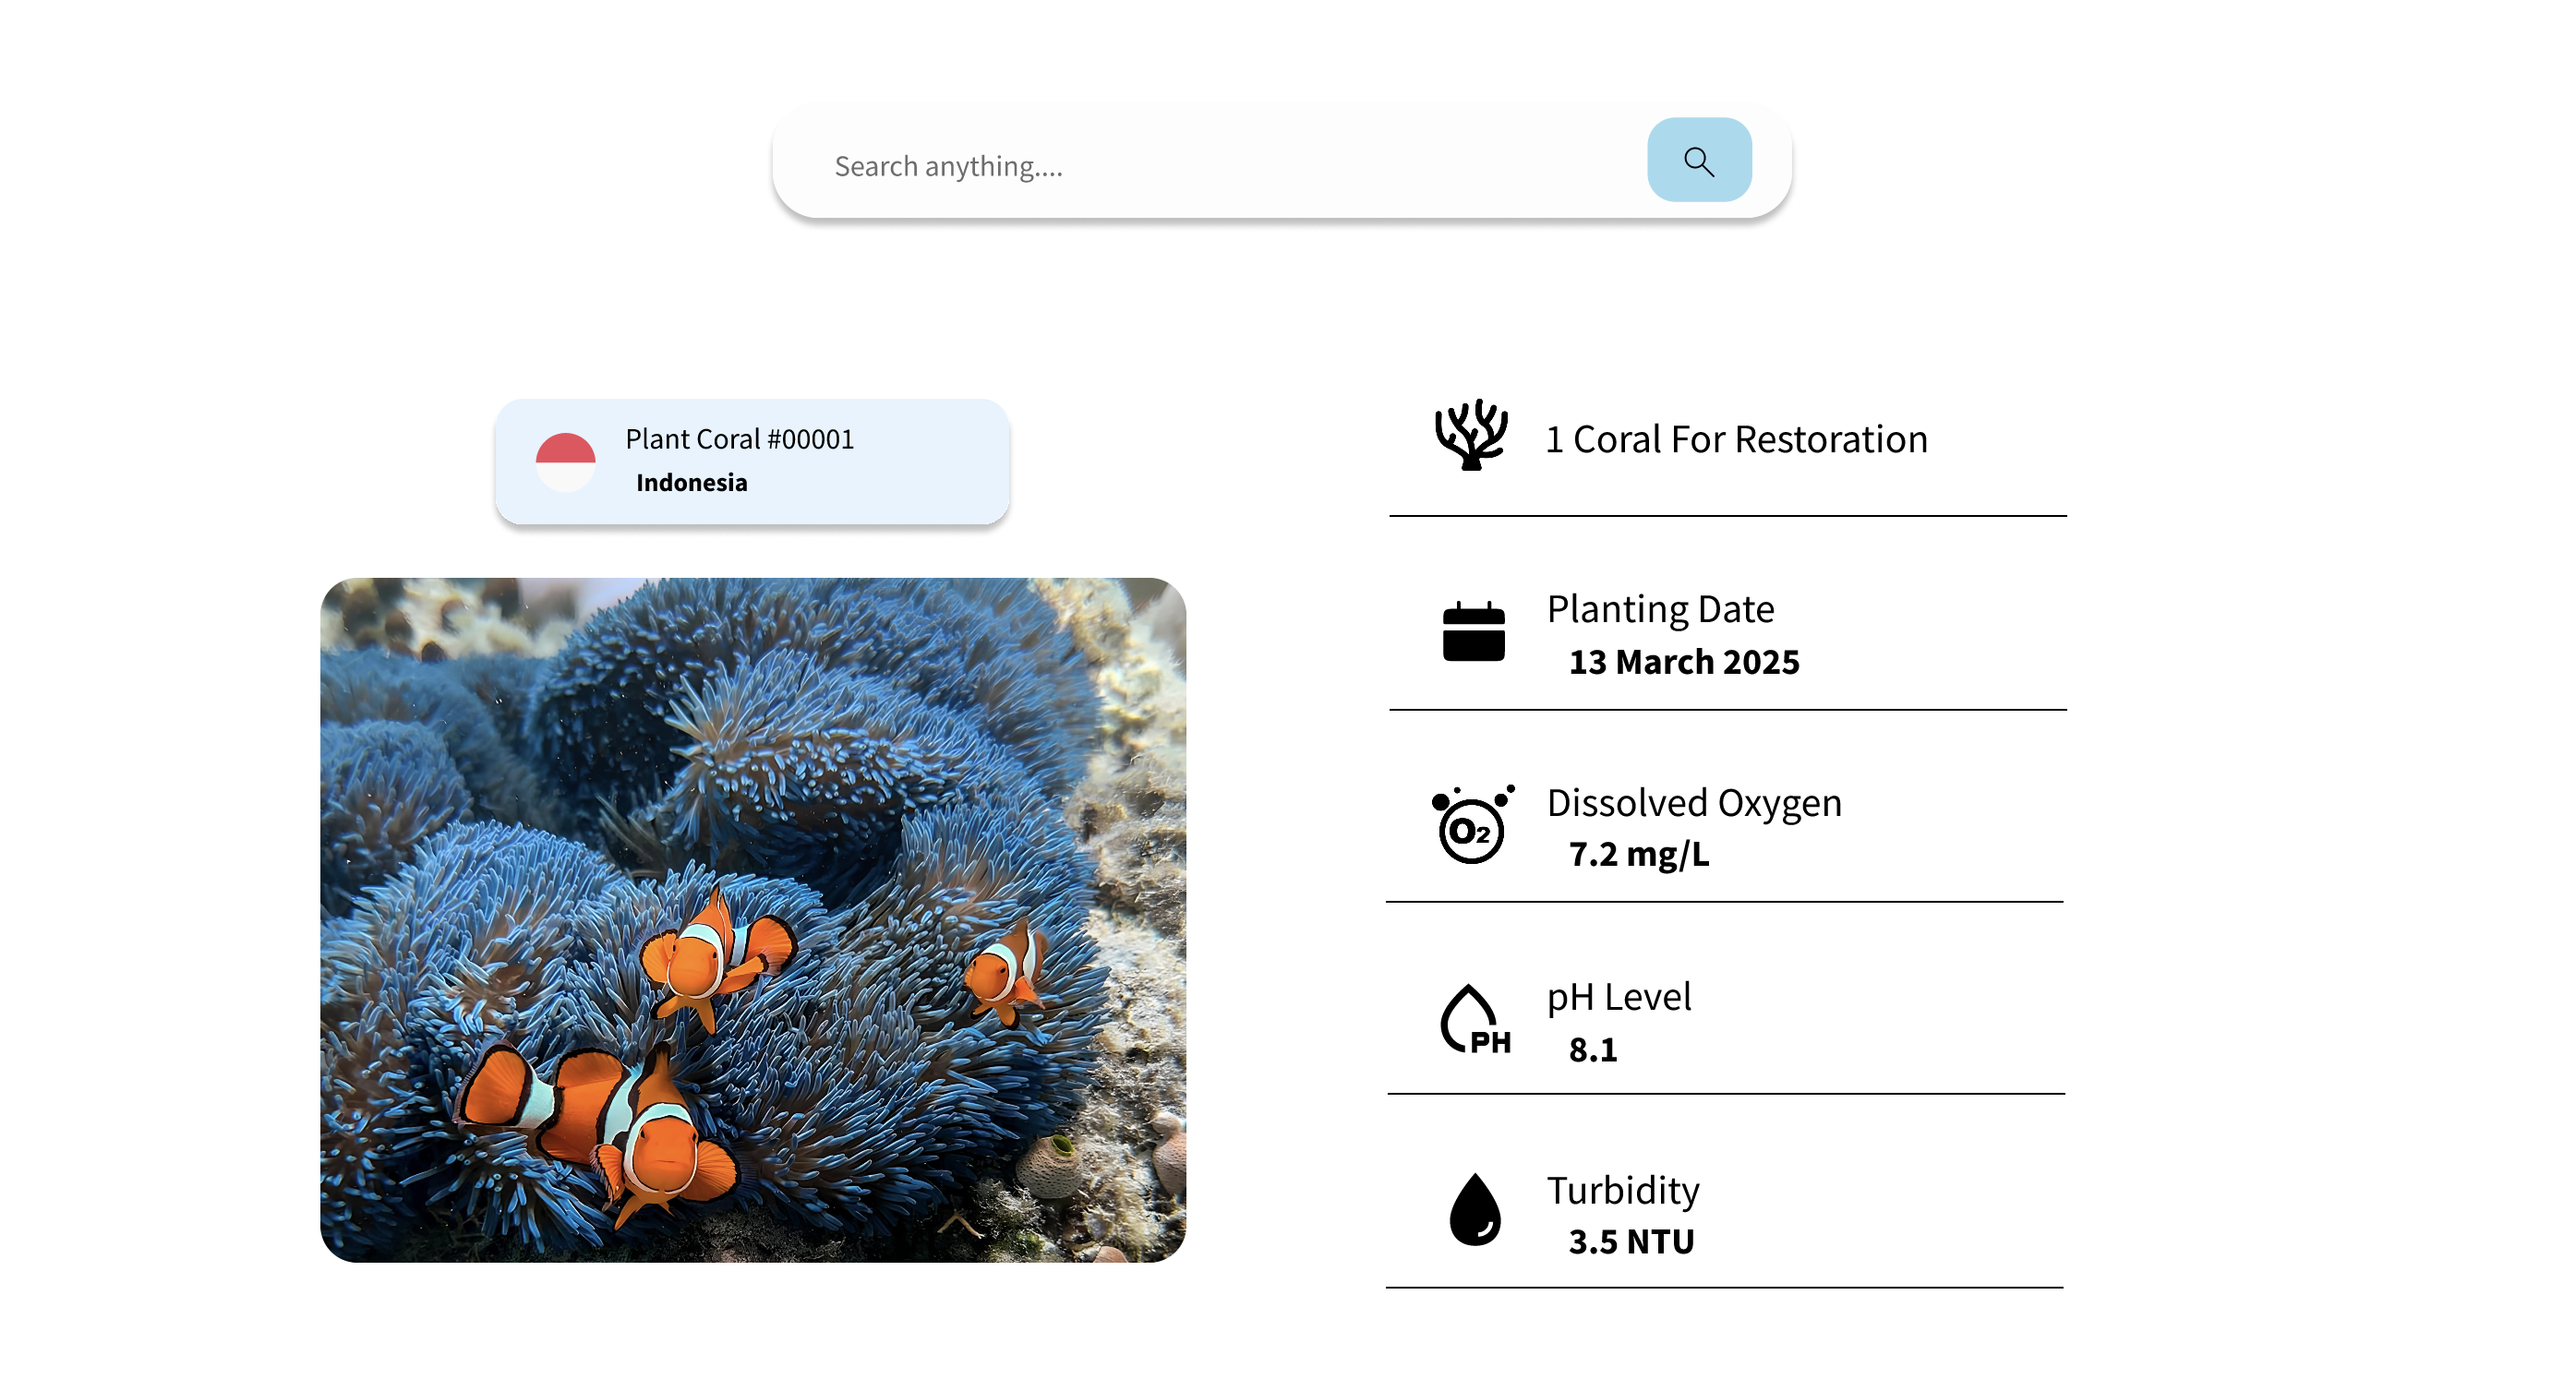 Search anything....
Plant Coral #00001
Indonesia
1 Coral For Restoration
Planting Date
13 March 2025
O2
Dissolved Oxygen
7.2 mg/L
pH Level
PH
8.1
Turbidity
3.5 NTU